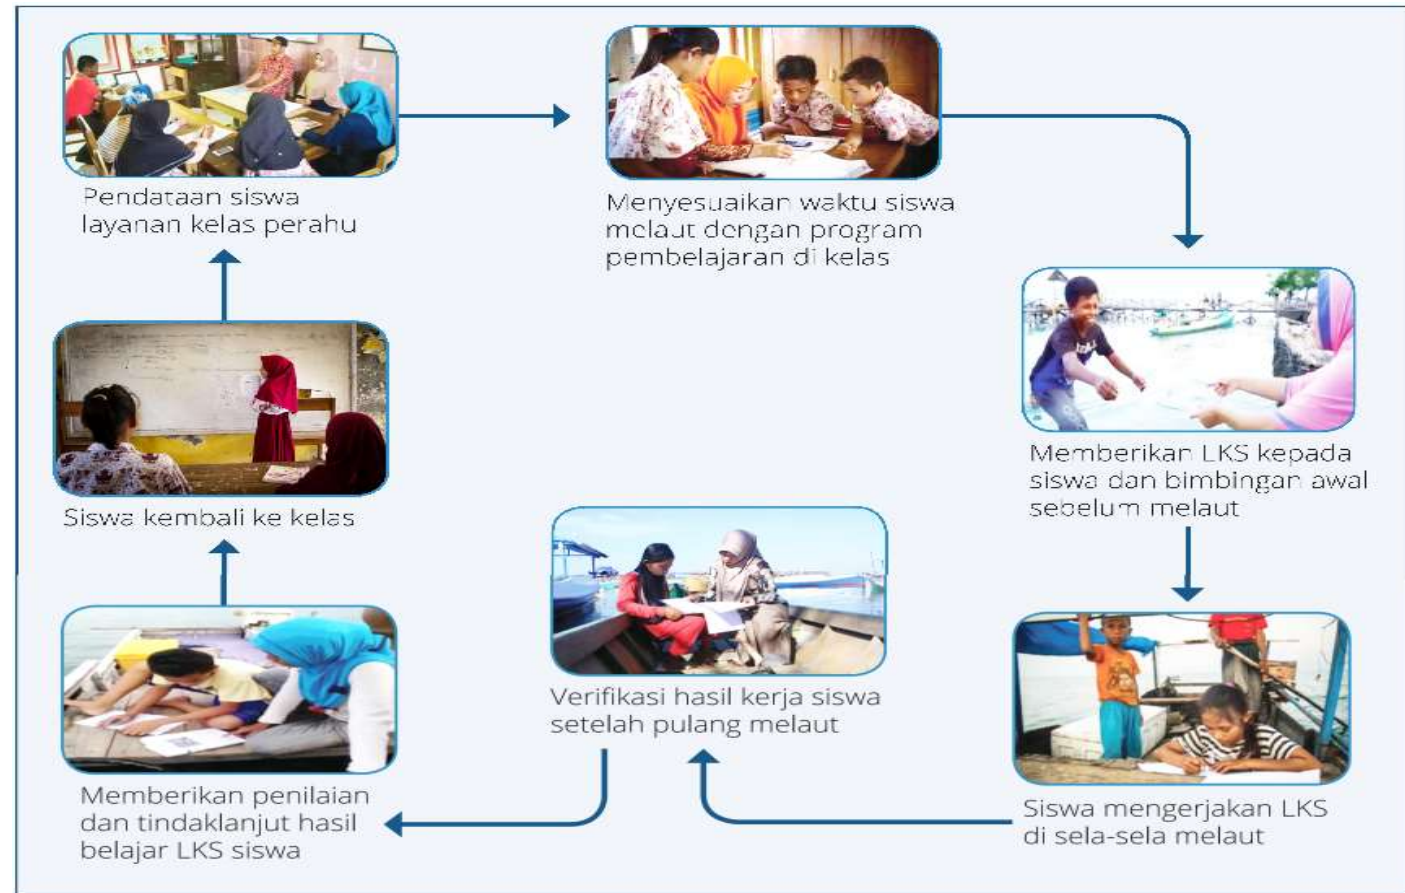 Pendataan siswa
layanan kelas perahu
Menyesuaikan waktu siswa
melaut dengan program
pembelajaran di kelas
Memberikan LKS kepada
siswa dan bimbingan awal
sebelum melaut
Siswa mengerjakan LKS
di sela-sela melaut
Verifikasi hasil kerja siswa
setelah pulang melaut
Memberikan penilaian
dan tindaklanjut hasil
belajar LKS siswa
Siswa kembali ke kelas